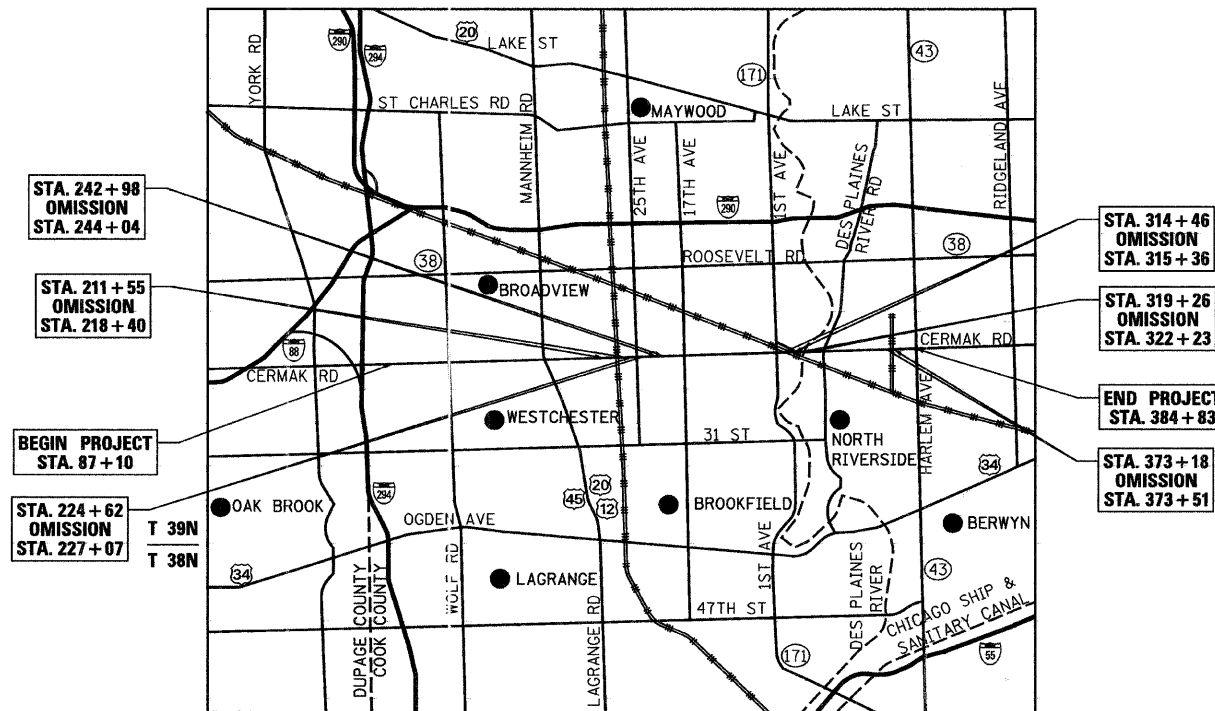 290
294
20
LAKE ST
YORK RD
171
43
ST CHARLES RD
MANNHEIM RD
MAYWOOD
LAKE ST
25TH AVE
17TH AVE
1ST AVE
DES PLAINES
RIVER RD
RIDGELAND AVE
290
STA. 242+98
OMISSION
STA. 244+04
STA. 314+46
OMISSION
STA. 315+36
38
ROOSEVELT RD
38
BROADVIEW
STA. 211+55
OMISSION
STA. 218+40
STA. 319+26
OMISSION
STA. 322+23
88
CERMAK RD
CERMAK RD
HARLEM AVE
END PROJECT
STA. 384+83
WESTCHESTER
NORTH
RIVERSIDE
31 ST
BEGIN PROJECT
STA. 87+10
34
STA. 373+18
OMISSION
STA. 373+51
294
45
20
12
OAK BROOK
BROOKFIELD
BERWYN
STA. 224+62
OMISSION
STA. 227+07
T 39N
T 38N
OGDEN AVE
34
DUPAGE COUNTY
COOK COUNTY
WOLF RD
LAGRANGE
LAGRANGE RD
1ST AVE
DES PLAINES
RIVER
43
47TH ST
CHICAGO SHIP &
SANITARY CANAL
171
55